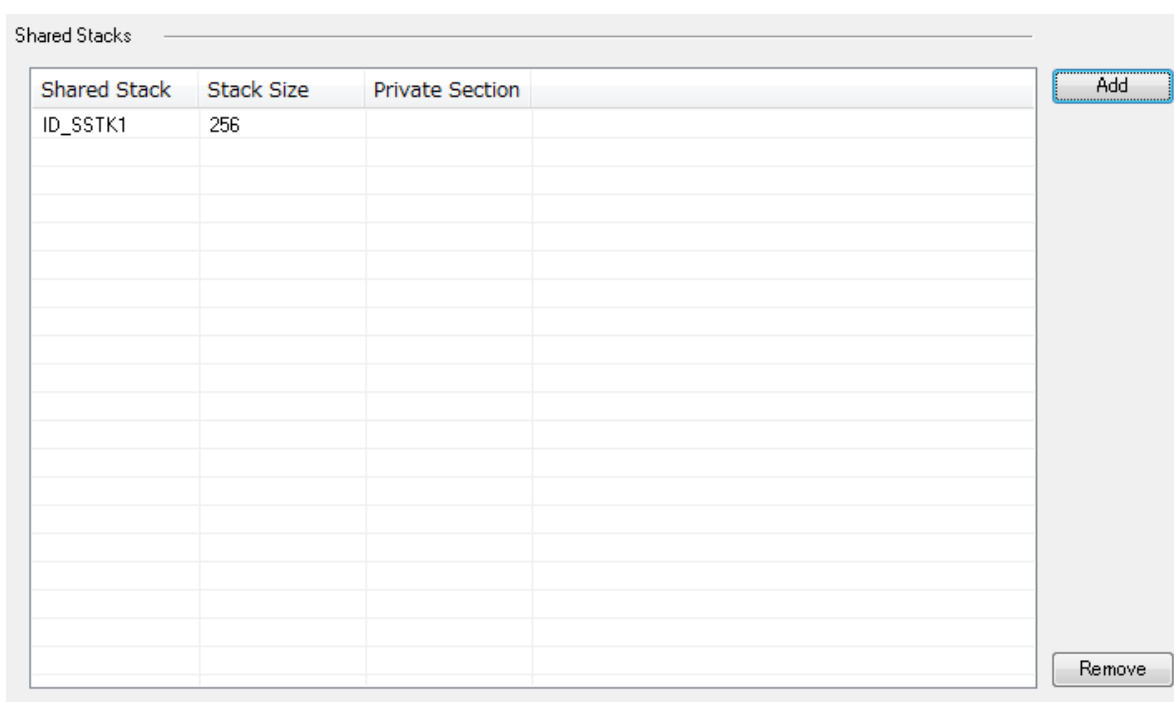 Shared Stacks
Shared Stack Stack Size Private Section
Add
ID_SSTK1 256
Remove